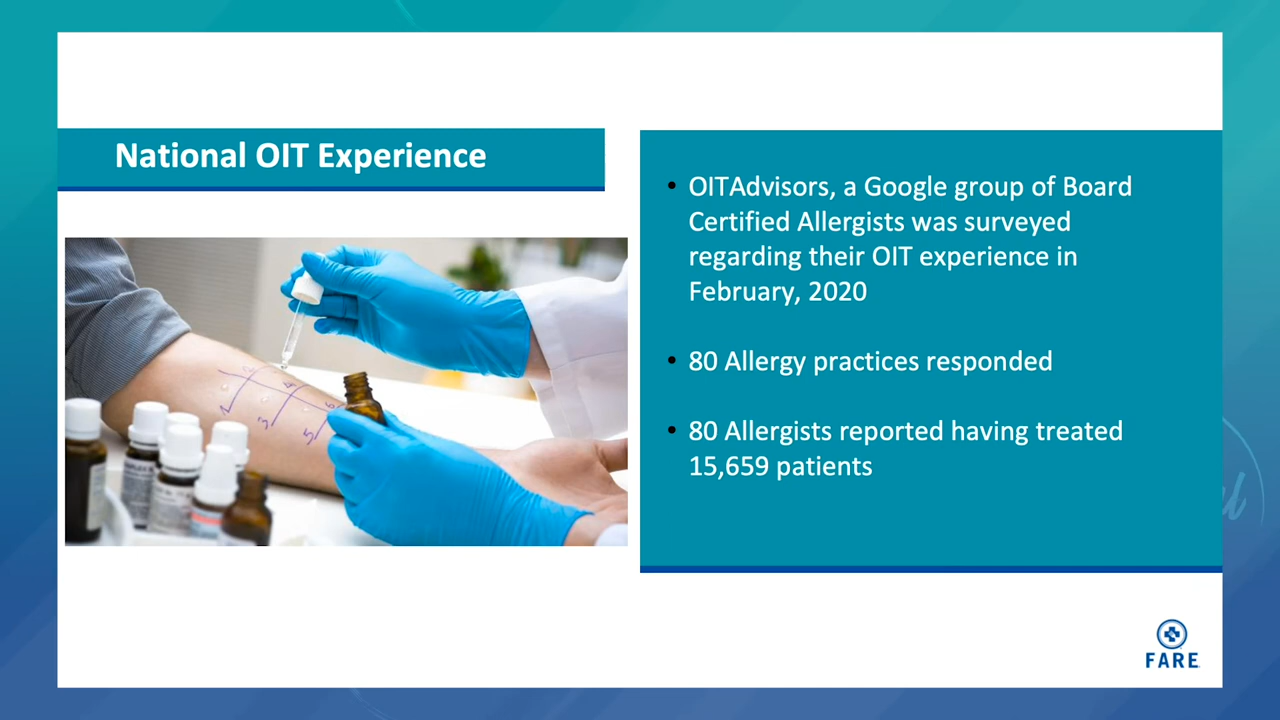 National OIT Experience
• OITAdvisors, a Google group of Board
Certified Allergists was surveyed
regarding their OIT experience in
February, 2020
• 80 Allergy practices responded
• 80 Allergists reported having treated
15,659 patients
FARE